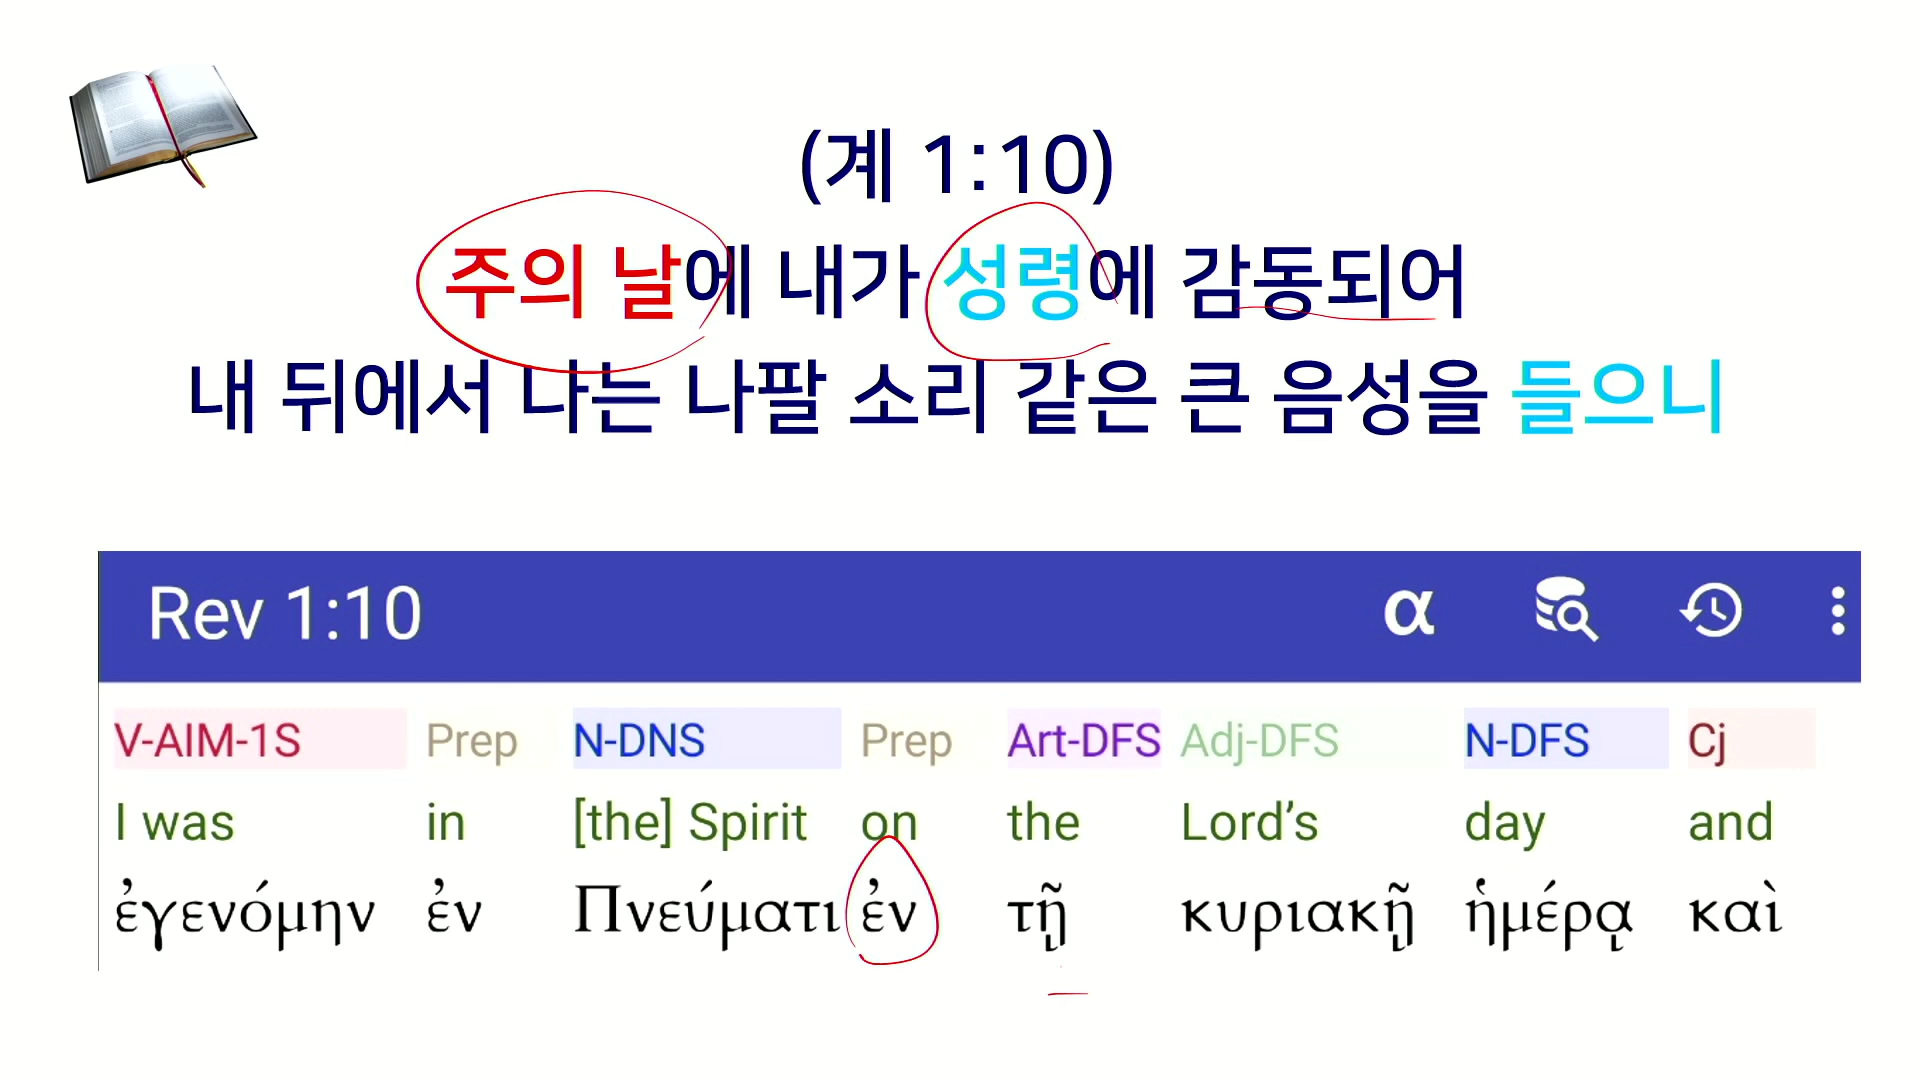 (계 1:10)
주의 날에 내가 성령에 감동되어
내 뒤에서 나는 나팔 소리 같은 큰 음성을 들으니
Rev 1:10 α
V-AIM-1S Prep N-DNS Prep Art-DFS Adj-DFS N-DFS Cj
I was in [the] Spirit on the Lord’s day and
ἐγενόμην ἐν Πνεύματι ἐν τῇ κυριακῇ ἡμέρᾳ καὶ